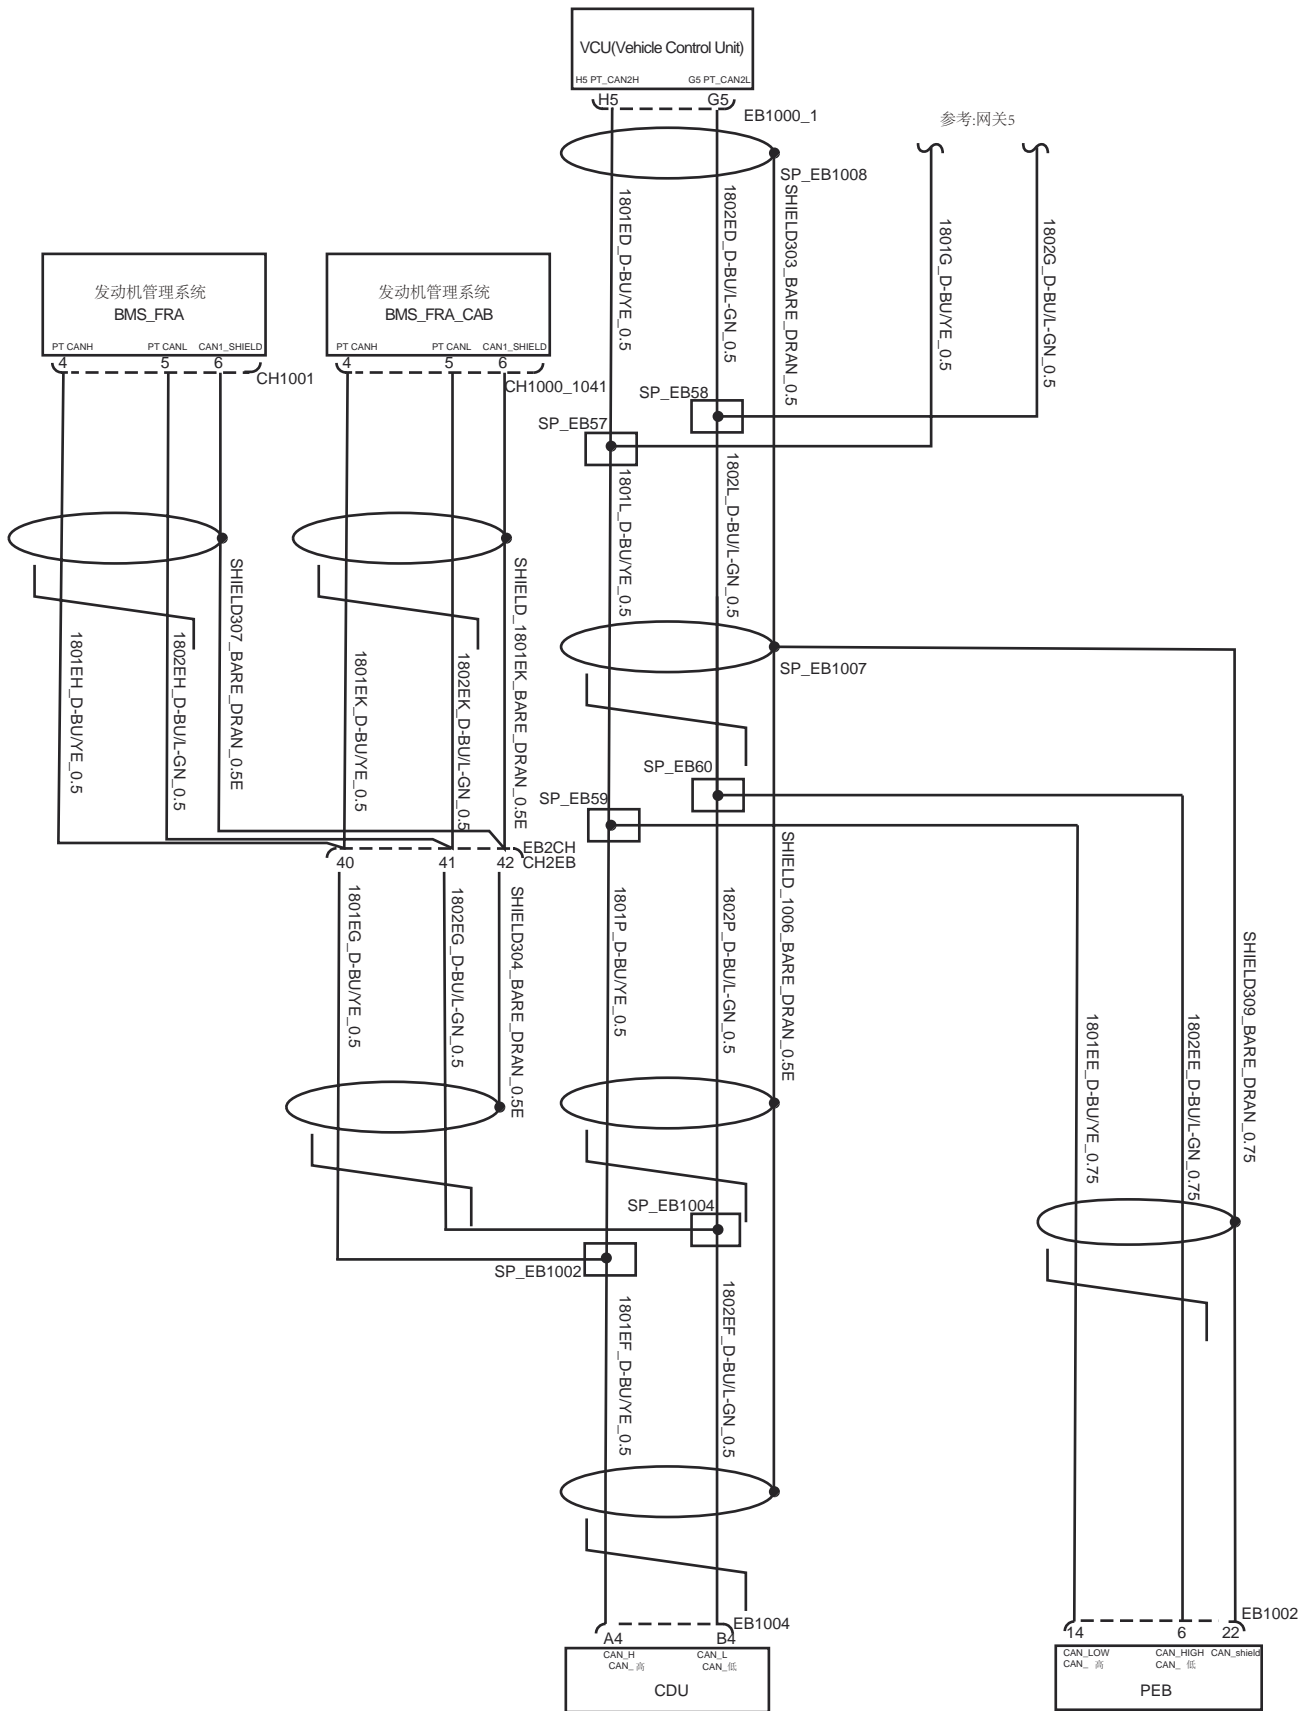 VCU(Vehicle Control Unit)
H5 PT_CAN2H
G5 PT_CAN2L
H5
G5
EB1000_1
参考:网关5
SP_EB1008
1801ED_D-BU/YE_0.5
1802ED_D-BU/L-GN_0.5
SHIELD303_BARE_DRAN_0.5
1801G_D-BU/YE_0.5
1802G_D-BU/L-GN_0.5
发动机管理系统
BMS_FRA
PT CANH
PT CANL
CAN1_SHIELD
4
5
6
CH1001
发动机管理系统
BMS_FRA_CAB
PT CANH
PT CANL
CAN1_SHIELD
4
5
6
CH1000_1041
SP_EB58
SP_EB57
1801L_D-BU/YE_0.5
1802L_D-BU/L-GN_0.5
1801EH_D-BU/YE_0.5
1802EH_D-BU/L-GN_0.5
SHIELD307_BARE_DRAN_0.5E
1801EK_D-BU/YE_0.5
1802EK_D-BU/L-GN_0.5
SHIELD_1801EK_BARE_DRAN_0.5E
SP_EB1007
SP_EB60
SP_EB59
EB2CH
CH2EB
40
41
42
1801EG_D-BU/YE_0.5
1802EG_D-BU/L-GN_0.5
SHIELD304_BARE_DRAN_0.5E
1801P_D-BU/YE_0.5
1802P_D-BU/L-GN_0.5
SHIELD_1006_BARE_DRAN_0.5E
1801EE_D-BU/YE_0.75
1802EE_D-BU/L-GN_0.75
SHIELD309_BARE_DRAN_0.75
SP_EB1004
SP_EB1002
1801EF_D-BU/YE_0.5
1802EF_D-BU/L-GN_0.5
EB1004
A4
B4
CAN_H
CAN_高
CAN_L
CAN_低
CDU
EB1002
14
6
22
CAN_LOW
CAN_ 高
CAN_HIGH
CAN_ 低
CAN_shield
PEB